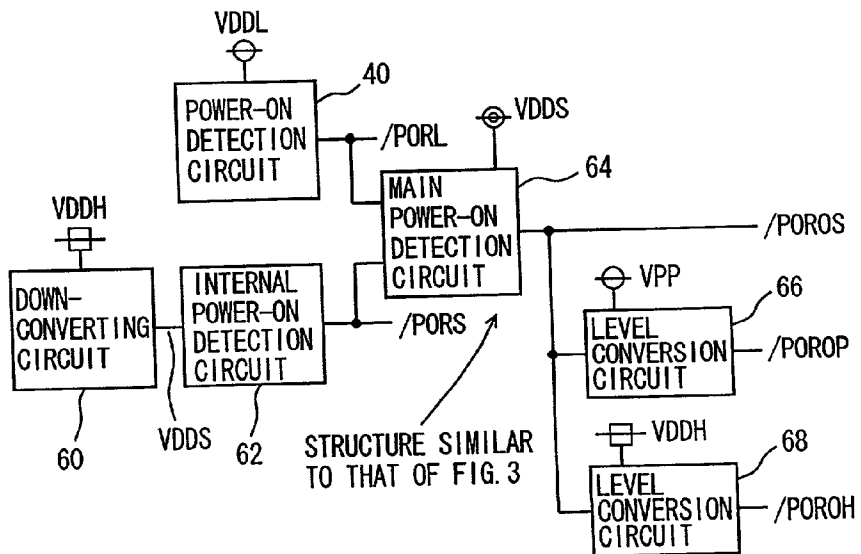 VDDL
40
POWER-ON
DETECTION
CIRCUIT
/PORL
VDDS
64
MAIN
POWER-ON
DETECTION
CIRCUIT
/POROS
VDDH
DOWN-
CONVERTING
CIRCUIT
60
VDDS
INTERNAL
POWER-ON
DETECTION
CIRCUIT
62
/PORS
STRUCTURE SIMILAR
TO THAT OF FIG.3
VPP
66
LEVEL
CONVERSION
CIRCUIT
/POROP
VDDH
68
LEVEL
CONVERSION
CIRCUIT
/POROH